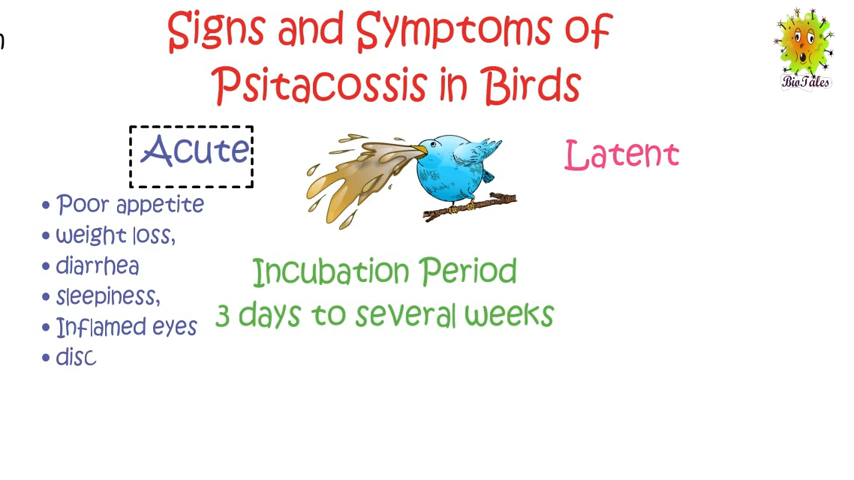 n
Signs and Symptoms of
Psitacossis in Birds
BioTales
Acute
Latent
• Poor appetite
• weight loss,
• diarrhea
• sleepiness,
• Inflamed eyes
• disc
Incubation Period
3 days to several weeks